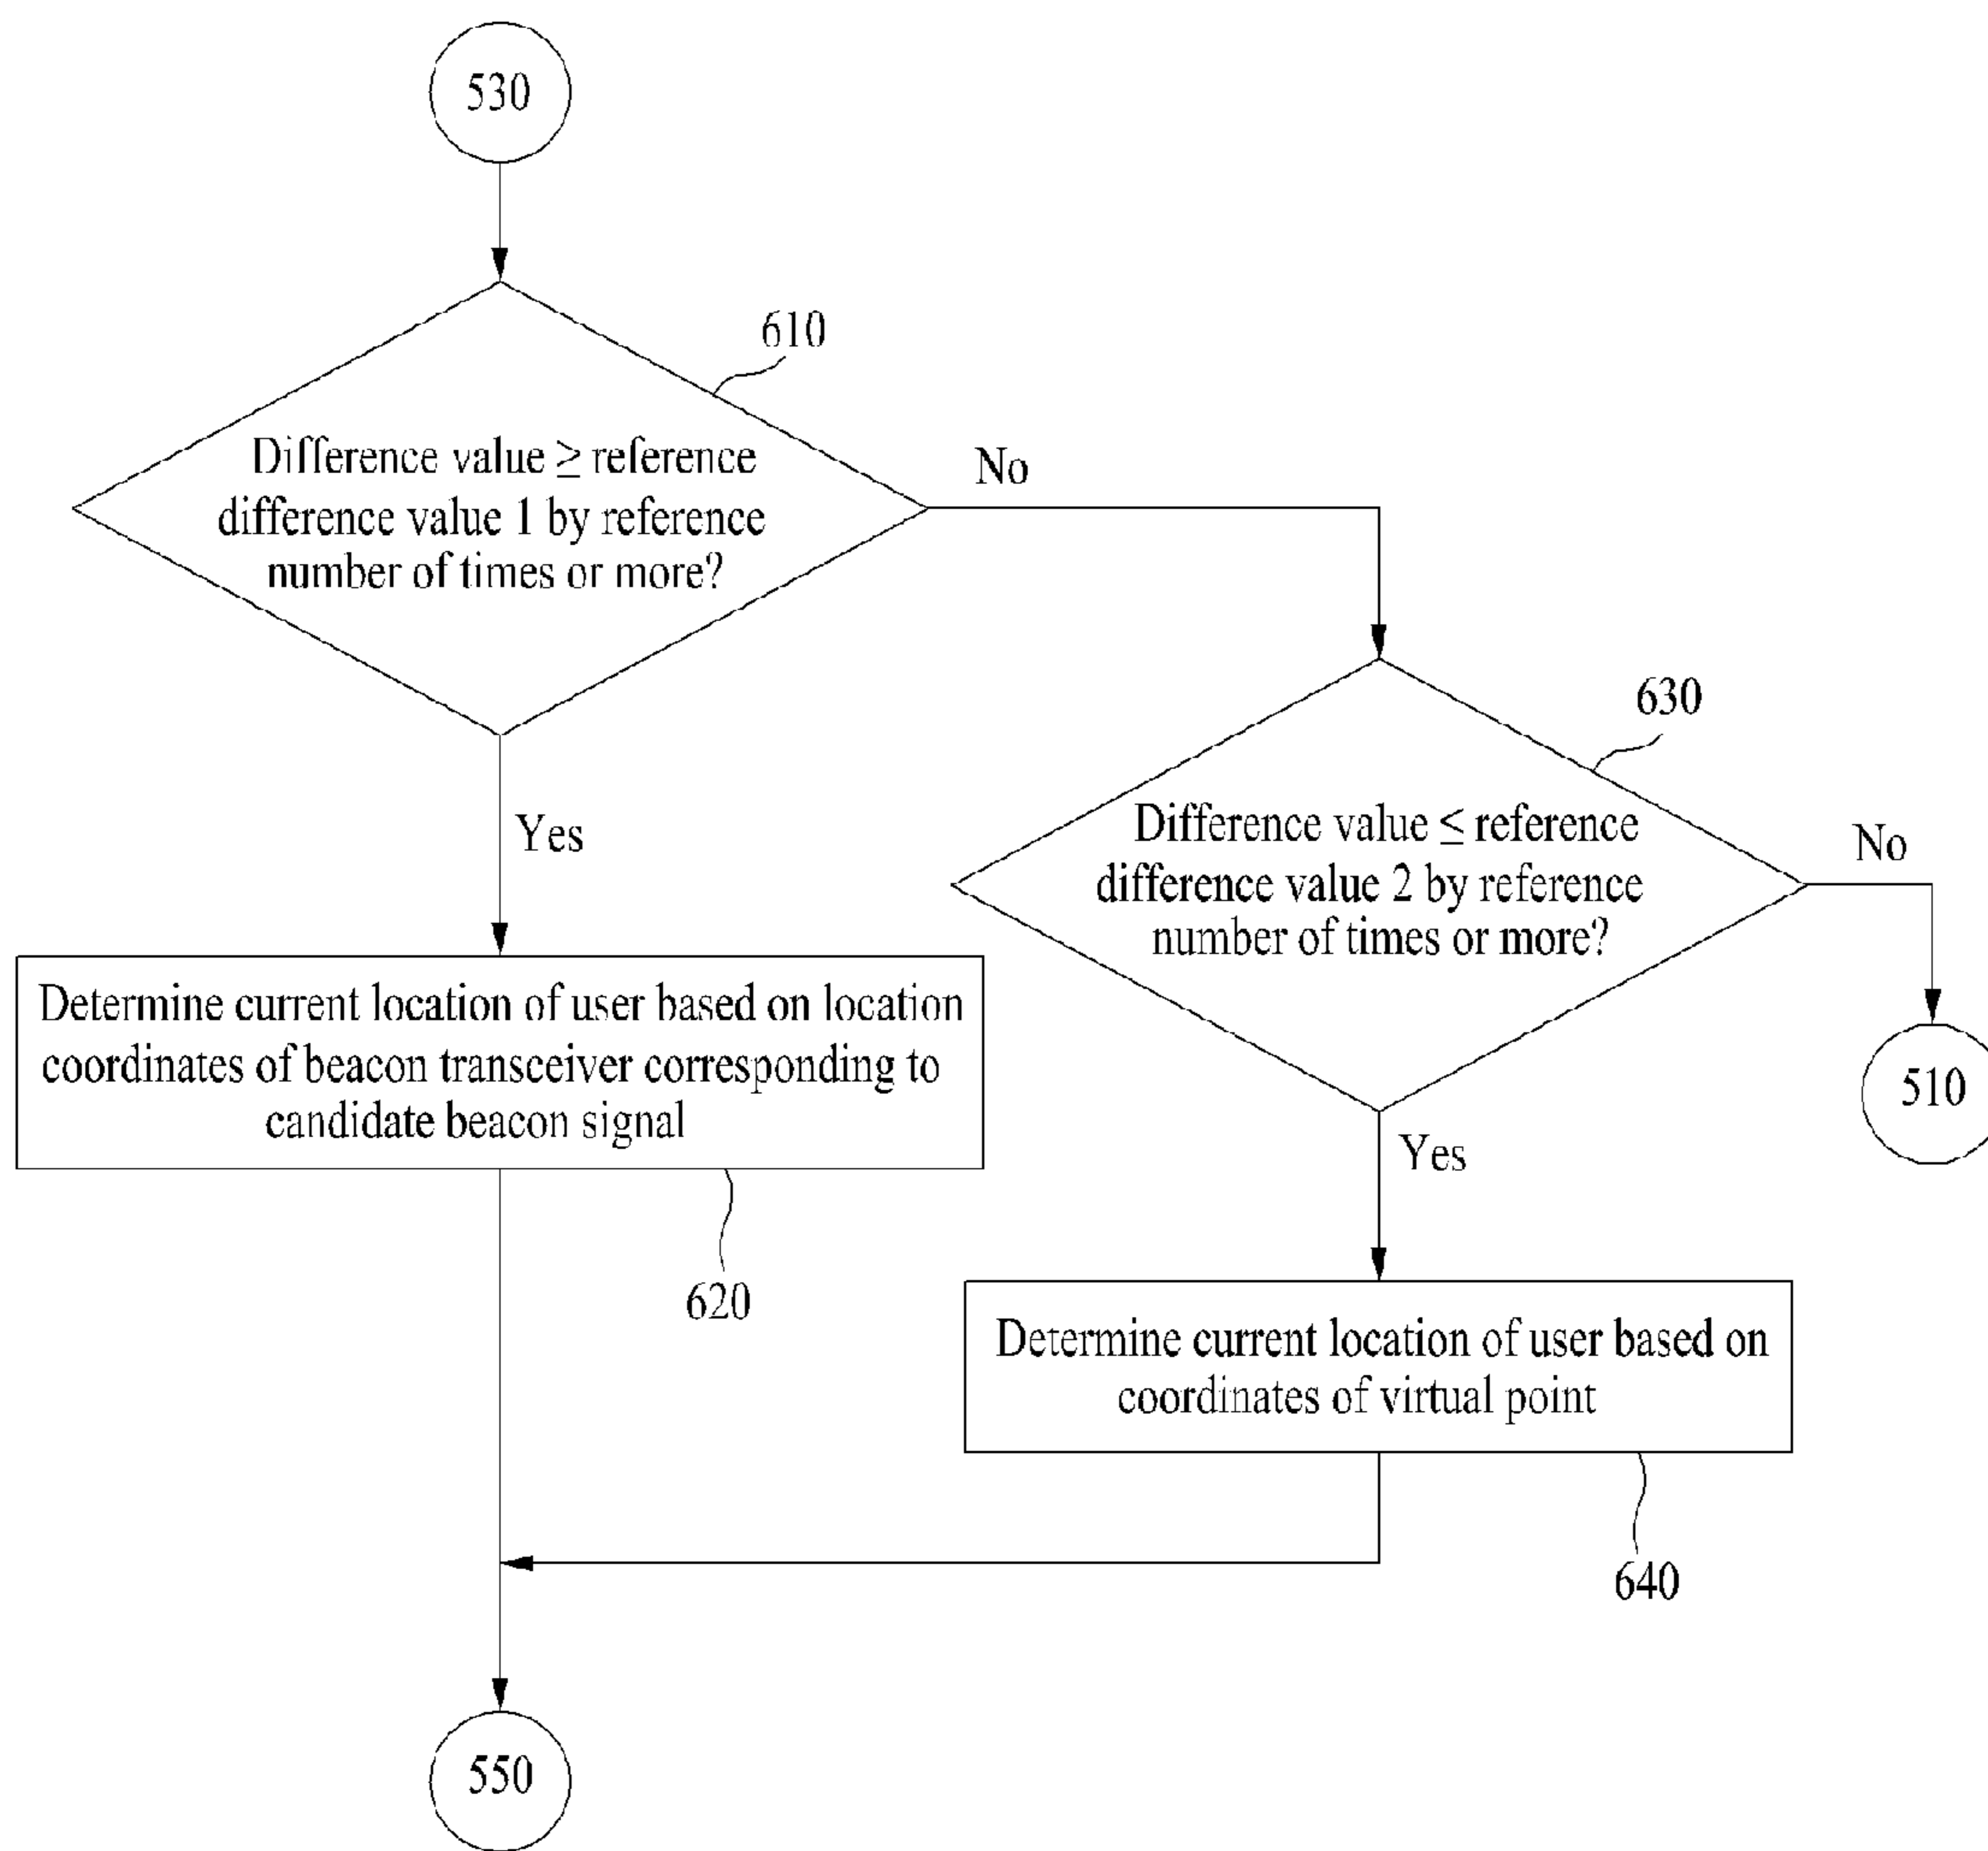 530
610
Difference value ≥ reference
difference value 1 by reference
number of times or more?
No
Yes
630
Difference value ≤ reference
difference value 2 by reference
number of times or more?
No
510
Yes
Determine current location of user based on location
coordinates of beacon transceiver corresponding to
candidate beacon signal
620
Determine current location of user based on
coordinates of virtual point
640
550